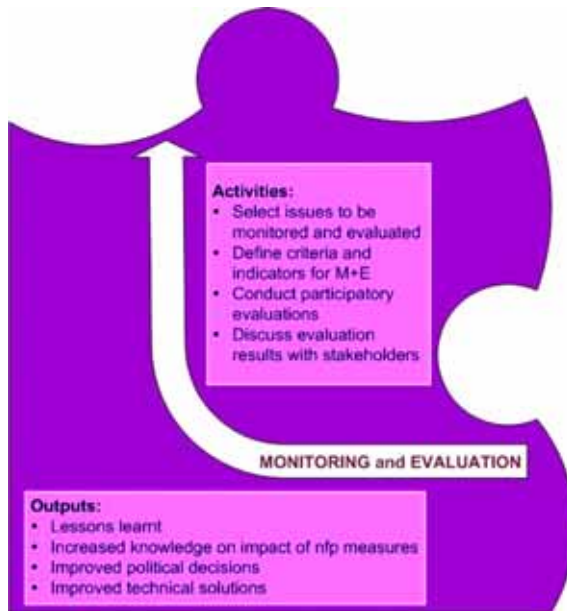 Activities:
• Select issues to be
monitored and evaluated
• Define criteria and
indicators for M+E
• Conduct participatory
evaluations
• Discuss evaluation
results with stakeholders
MONITORING and EVALUATION
Outputs:
• Lessons learnt
• Increased knowledge on impact of nfp measures
• Improved political decisions
• Improved technical solutions